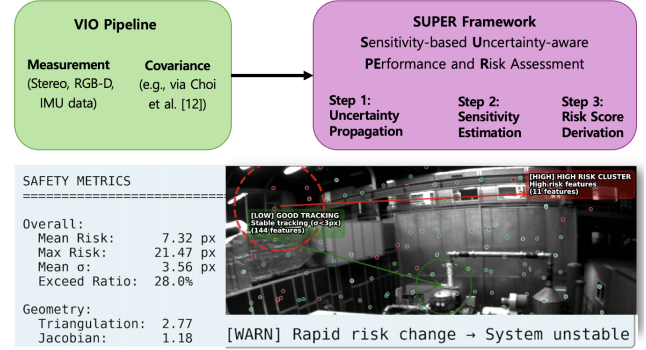 VIO Pipeline
Measurement
(Stereo, RGB-D,
IMU data)
Covariance
(e.g., via Choi
et al. [12])
SUPER Framework
Sensitivity-based Uncertainty-aware
PErformance and Risk Assessment
Step 1:
Uncertainty
Propagation
Step 2:
Sensitivity
Estimation
Step 3:
Risk Score
Derivation
SAFETY METRICS
==========================
Overall:
Mean Risk: 7.32 px
Max Risk: 21.47 px
Mean σ: 3.56 px
Exceed Ratio: 28.0%
Geometry:
Triangulation: 2.77
Jacobian: 1.18
[HIGH] HIGH RISK CLUSTER
High-risk features
(11 features)
[LOW] GOOD TRACKING
Stable tracking (σ<3px)
(144 features)
[WARN] Rapid risk change → System unstable